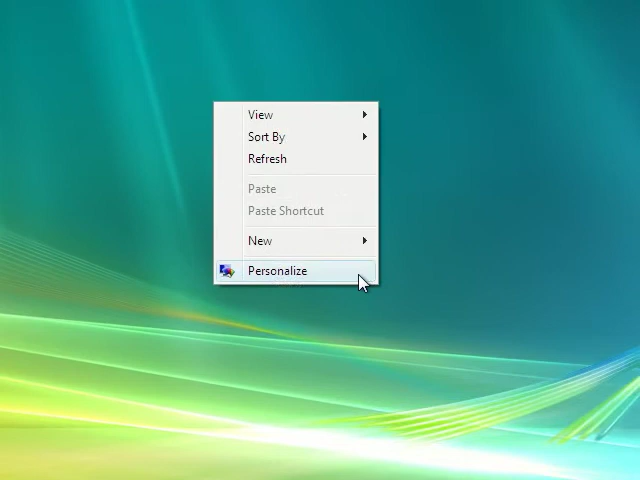 View
Sort By
Refresh
Paste
Paste Shortcut
New
Personalize